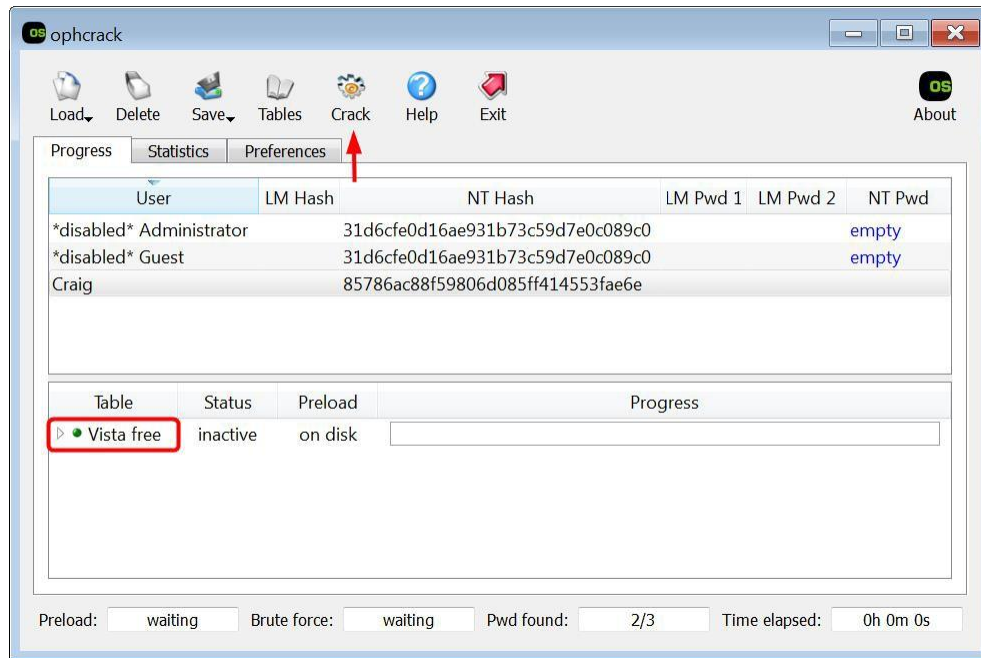 OS ophcrack
Load Delete Save Tables Crack Help Exit OS About
Progress Statistics Preferences
User LM Hash NT Hash LM Pwd 1 LM Pwd 2 NT Pwd
*disabled* Administrator 31d6cfe0d16ae931b73c59d7e0c089c0 empty
*disabled* Guest 31d6cfe0d16ae931b73c59d7e0c089c0 empty
Craig 85786ac88f59806d085ff414553fae6e
Table Status Preload Progress
Vista free inactive on disk
Preload: waiting Brute force: waiting Pwd found: 2/3 Time elapsed: 0h 0m 0s